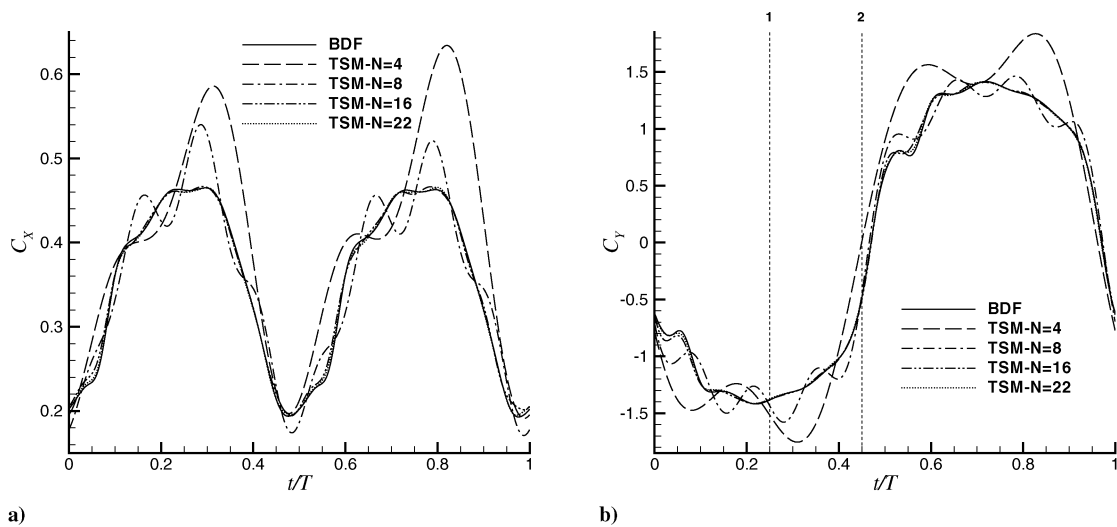 BDF
TSM-N=4
TSM-N=8
TSM-N=16
TSM-N=22
0.6
0.5
0.4
0.3
0.2
C_X
0 0.2 0.4 0.6 0.8 1
t/T
a)
1 2
1.5
1
0.5
0
-0.5
-1
-1.5
C_Y
BDF
TSM-N=4
TSM-N=8
TSM-N=16
TSM-N=22
0 0.2 0.4 0.6 0.8 1
t/T
b)